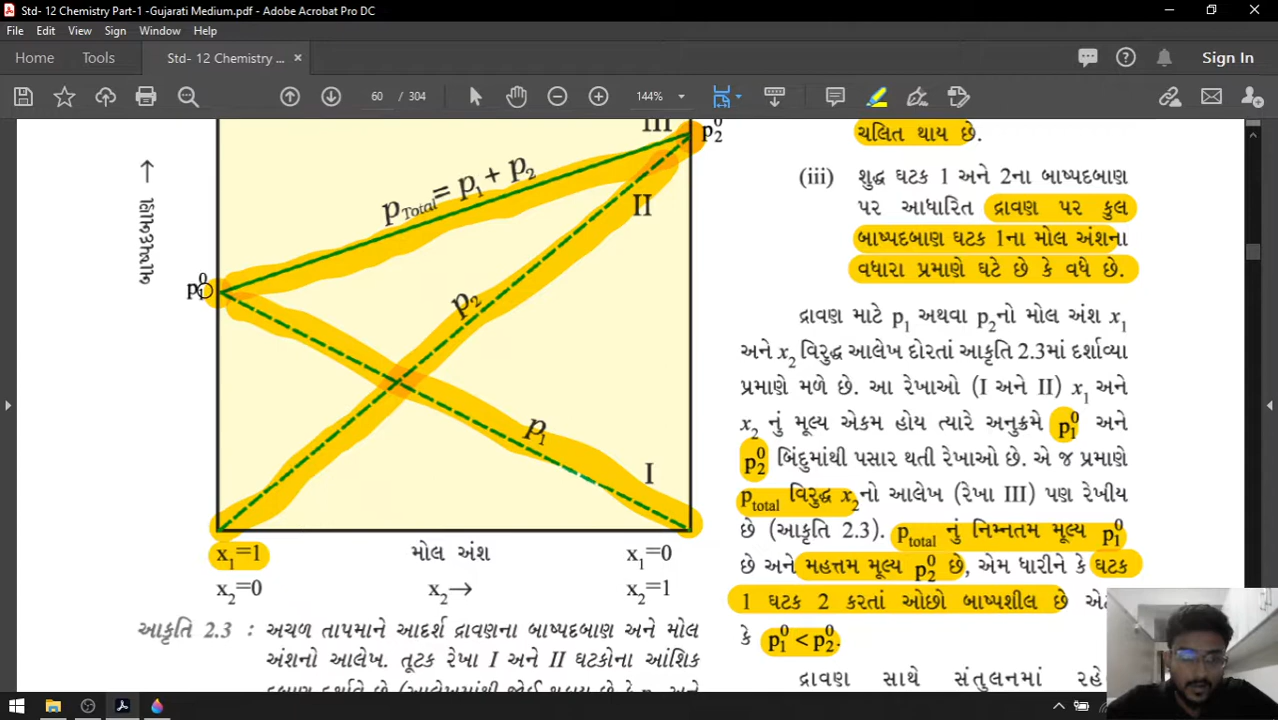 Std- 12 Chemistry Part-1 -Gujarati Medium.pdf - Adobe Acrobat Pro DC
File Edit View Sign Window Help
Home Tools Std- 12 Chemistry ... × Sign In
60 / 304 144%
ચલિત થાય છે.
(iii) શુદ્ધ ઘટક 1 અને 2ના બાષ્પદબાણ
પર આધારિત દ્રાવણ પર કુલ
બાષ્પદબાણ ઘટક 1ના મોલ અંશના
વધારા પ્રમાણે ઘટે છે કે વધે છે.
દ્રાવણ માટે p₁ અથવા p₂નો મોલ અંશ x₁
અને x₂ વિરુદ્ધ આલેખ દોરતાં આકૃતિ 2.3માં દર્શાવ્યા
પ્રમાણે મળે છે. આ રેખાઓ (I અને II) x₁ અને
x₂ નું મૂલ્ય એકમ હોય ત્યારે અનુક્રમે p₁⁰ અને
p₂⁰ બિંદુમાંથી પસાર થતી રેખાઓ છે. એ જ પ્રમાણે
p_total વિરુદ્ધ x₂નો આલેખ (રેખા III) પણ રેખીય
છે (આકૃતિ 2.3). p_total નું નિમ્નતમ મૂલ્ય p₁⁰
છે અને મહત્તમ મૂલ્ય p₂⁰ છે, એમ ધારીને કે ઘટક
1 ઘટક 2 કરતાં ઓછો બાષ્પશીલ છે
કે p₁⁰ < p₂⁰.
દ્રાવણ સાથે સંતુલનમાં
III
p₂⁰
p_Total = p₁ + p₂
II
બાષ્પદબાણ →
p₁⁰
p₂
p₁
I
x₁=1 મોલ અંશ x₁=0
x₂=0 x₂→ x₂=1
આકૃતિ 2.3 : અચળ તાપમાને આદર્શ દ્રાવણના બાષ્પદબાણ અને મોલ
અંશનો આલેખ. તૂટક રેખા I અને II ઘટકોના આંશિક